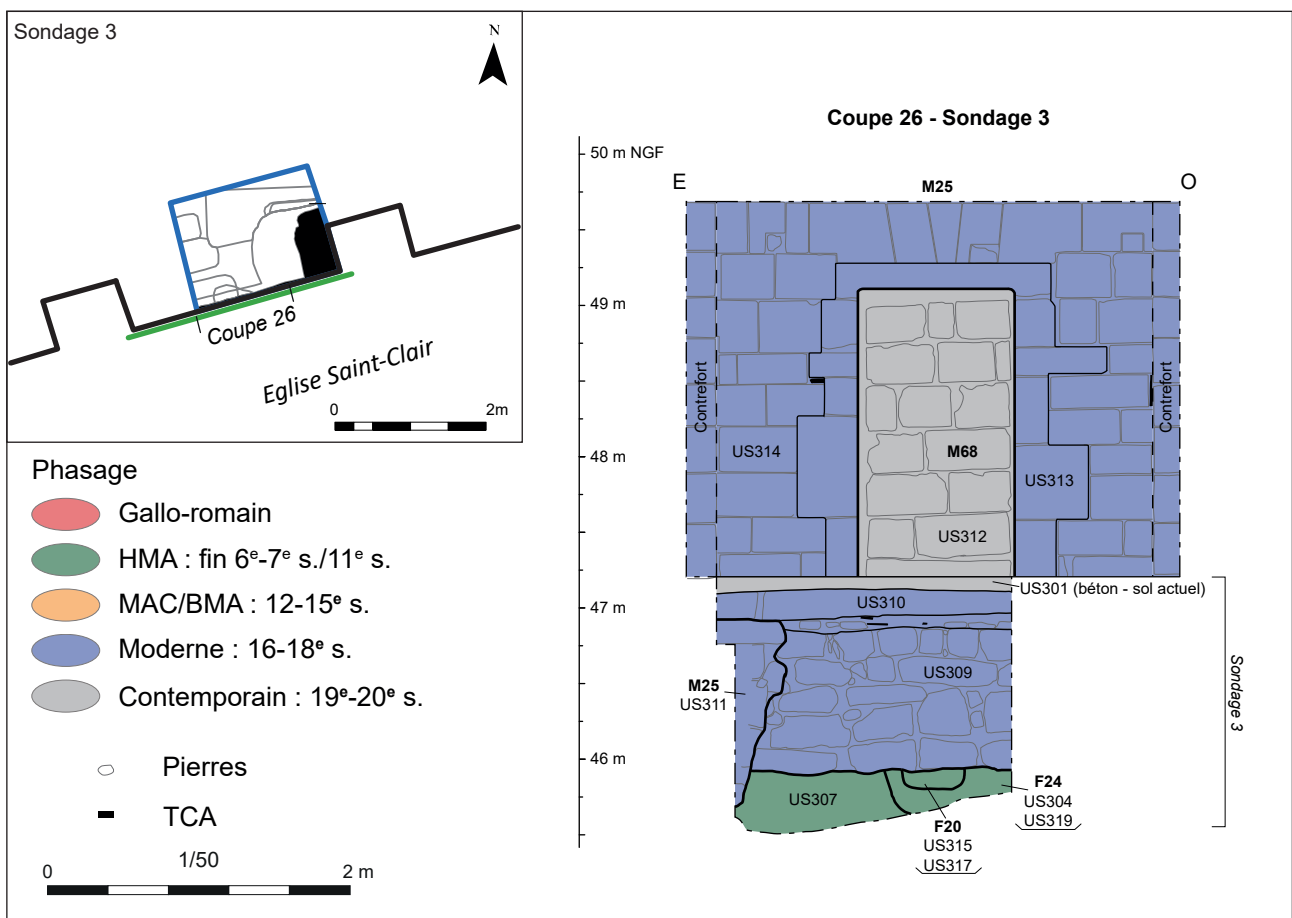 Sondage 3
N
Coupe 26
Eglise Saint-Clair
0 2m
Phasage
Gallo-romain
HMA : fin 6e-7e s./11e s.
MAC/BMA : 12-15e s.
Moderne : 16-18e s.
Contemporain : 19e-20e s.
Pierres
TCA
1/50
0 2 m
Coupe 26 - Sondage 3
50 m NGF
49 m
48 m
47 m
46 m
E
M25
O
Contrefort
Contrefort
US314
M68
US313
US312
US301 (béton - sol actuel)
US310
US309
M25
US311
Sondage 3
US307
F24
US304
US319
F20
US315
US317